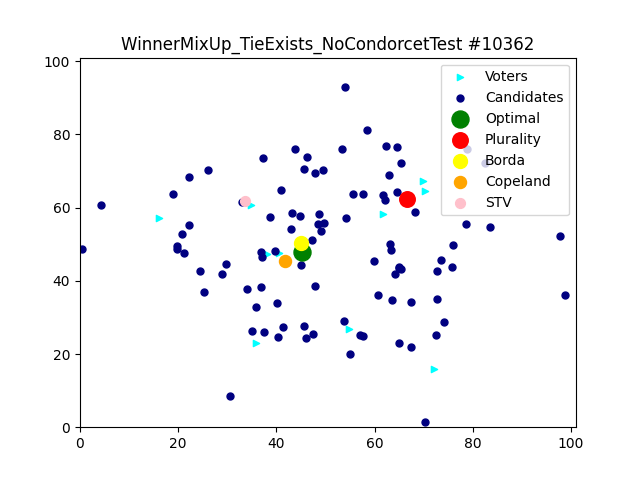 WinnerMixUp_TieExists_NoCondorcetTest #10362
100
80
60
40
20
0
0
20
40
60
80
100
Voters
Candidates
Optimal
Plurality
Borda
Copeland
STV